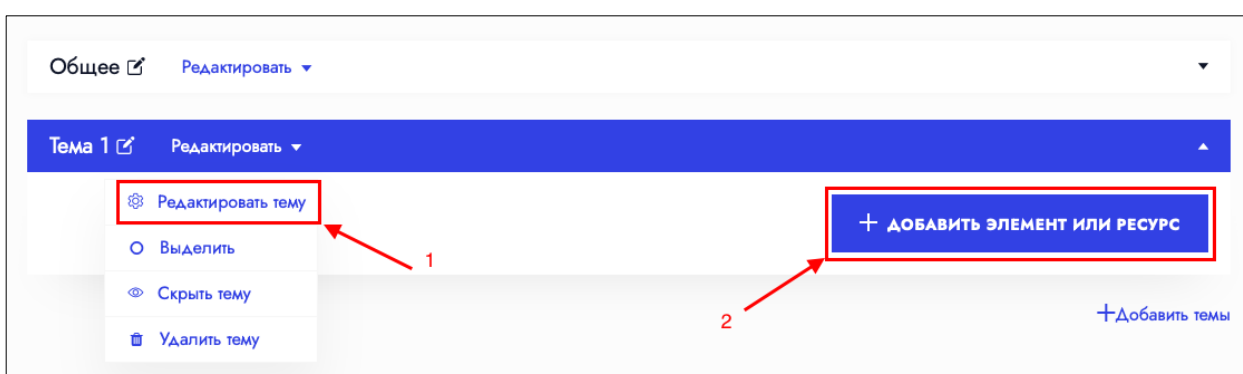 Общее Редактировать
Тема 1 Редактировать
Редактировать тему
Выделить
Скрыть тему
Удалить тему
1
+ ДОБАВИТЬ ЭЛЕМЕНТ ИЛИ РЕСУРС
2
+Добавить темы